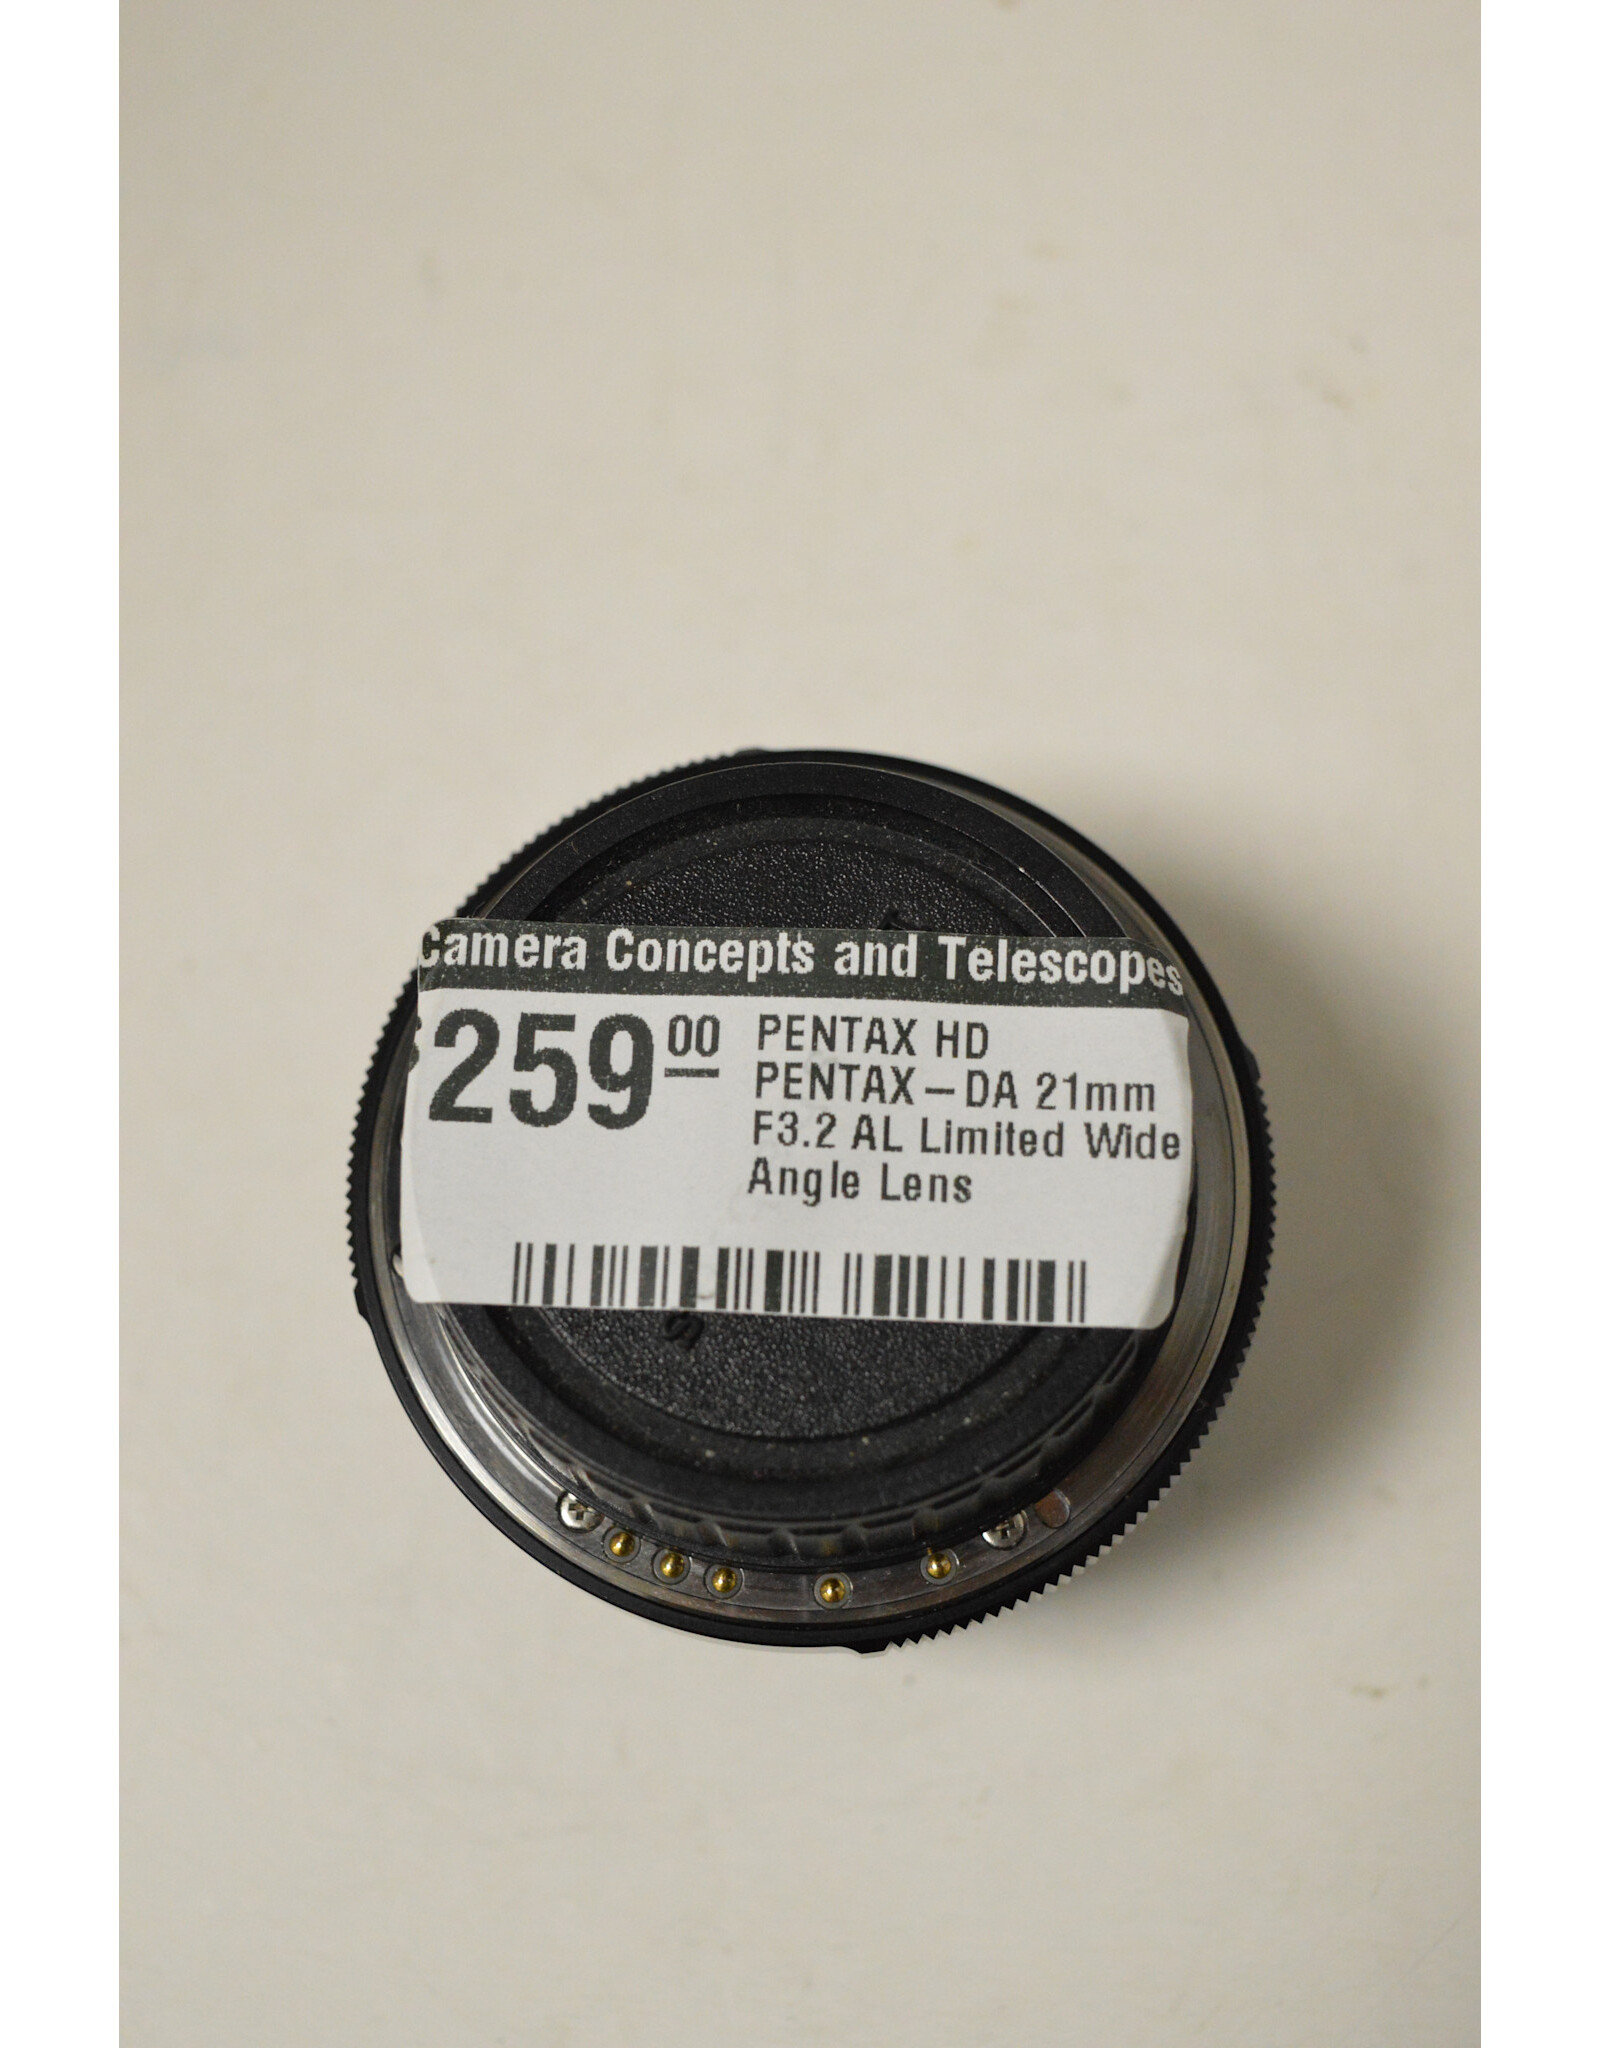 Camera Concepts and Telescopes
$259.00
PENTAX HD
PENTAX-DA 21mm
F3.2 AL Limited Wide
Angle Lens